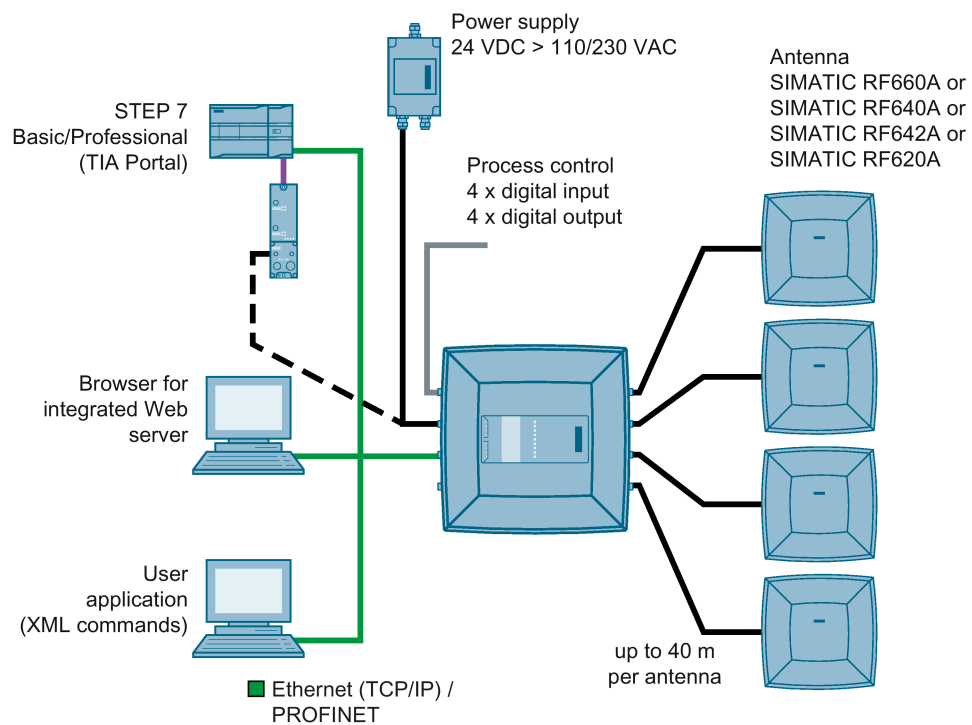 Power supply
24 VDC > 110/230 VAC
Antenna
SIMATIC RF660A or
SIMATIC RF640A or
SIMATIC RF642A or
SIMATIC RF620A
STEP 7
Basic/Professional
(TIA Portal)
Process control
4 x digital input
4 x digital output
Browser for
integrated Web
server
User
application
(XML commands)
up to 40 m
per antenna
Ethernet (TCP/IP) /
PROFINET